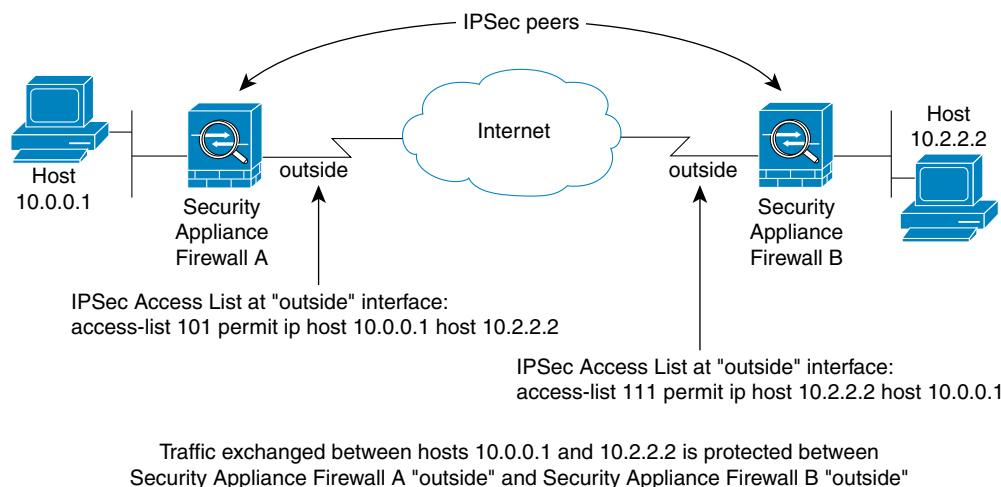 IPSec peers
Internet
Host
10.0.0.1
outside
Security
Appliance
Firewall A
outside
Security
Appliance
Firewall B
Host
10.2.2.2
IPSec Access List at "outside" interface:
access-list 101 permit ip host 10.0.0.1 host 10.2.2.2
IPSec Access List at "outside" interface:
access-list 111 permit ip host 10.2.2.2 host 10.0.0.1
Traffic exchanged between hosts 10.0.0.1 and 10.2.2.2 is protected between
Security Appliance Firewall A "outside" and Security Appliance Firewall B "outside"